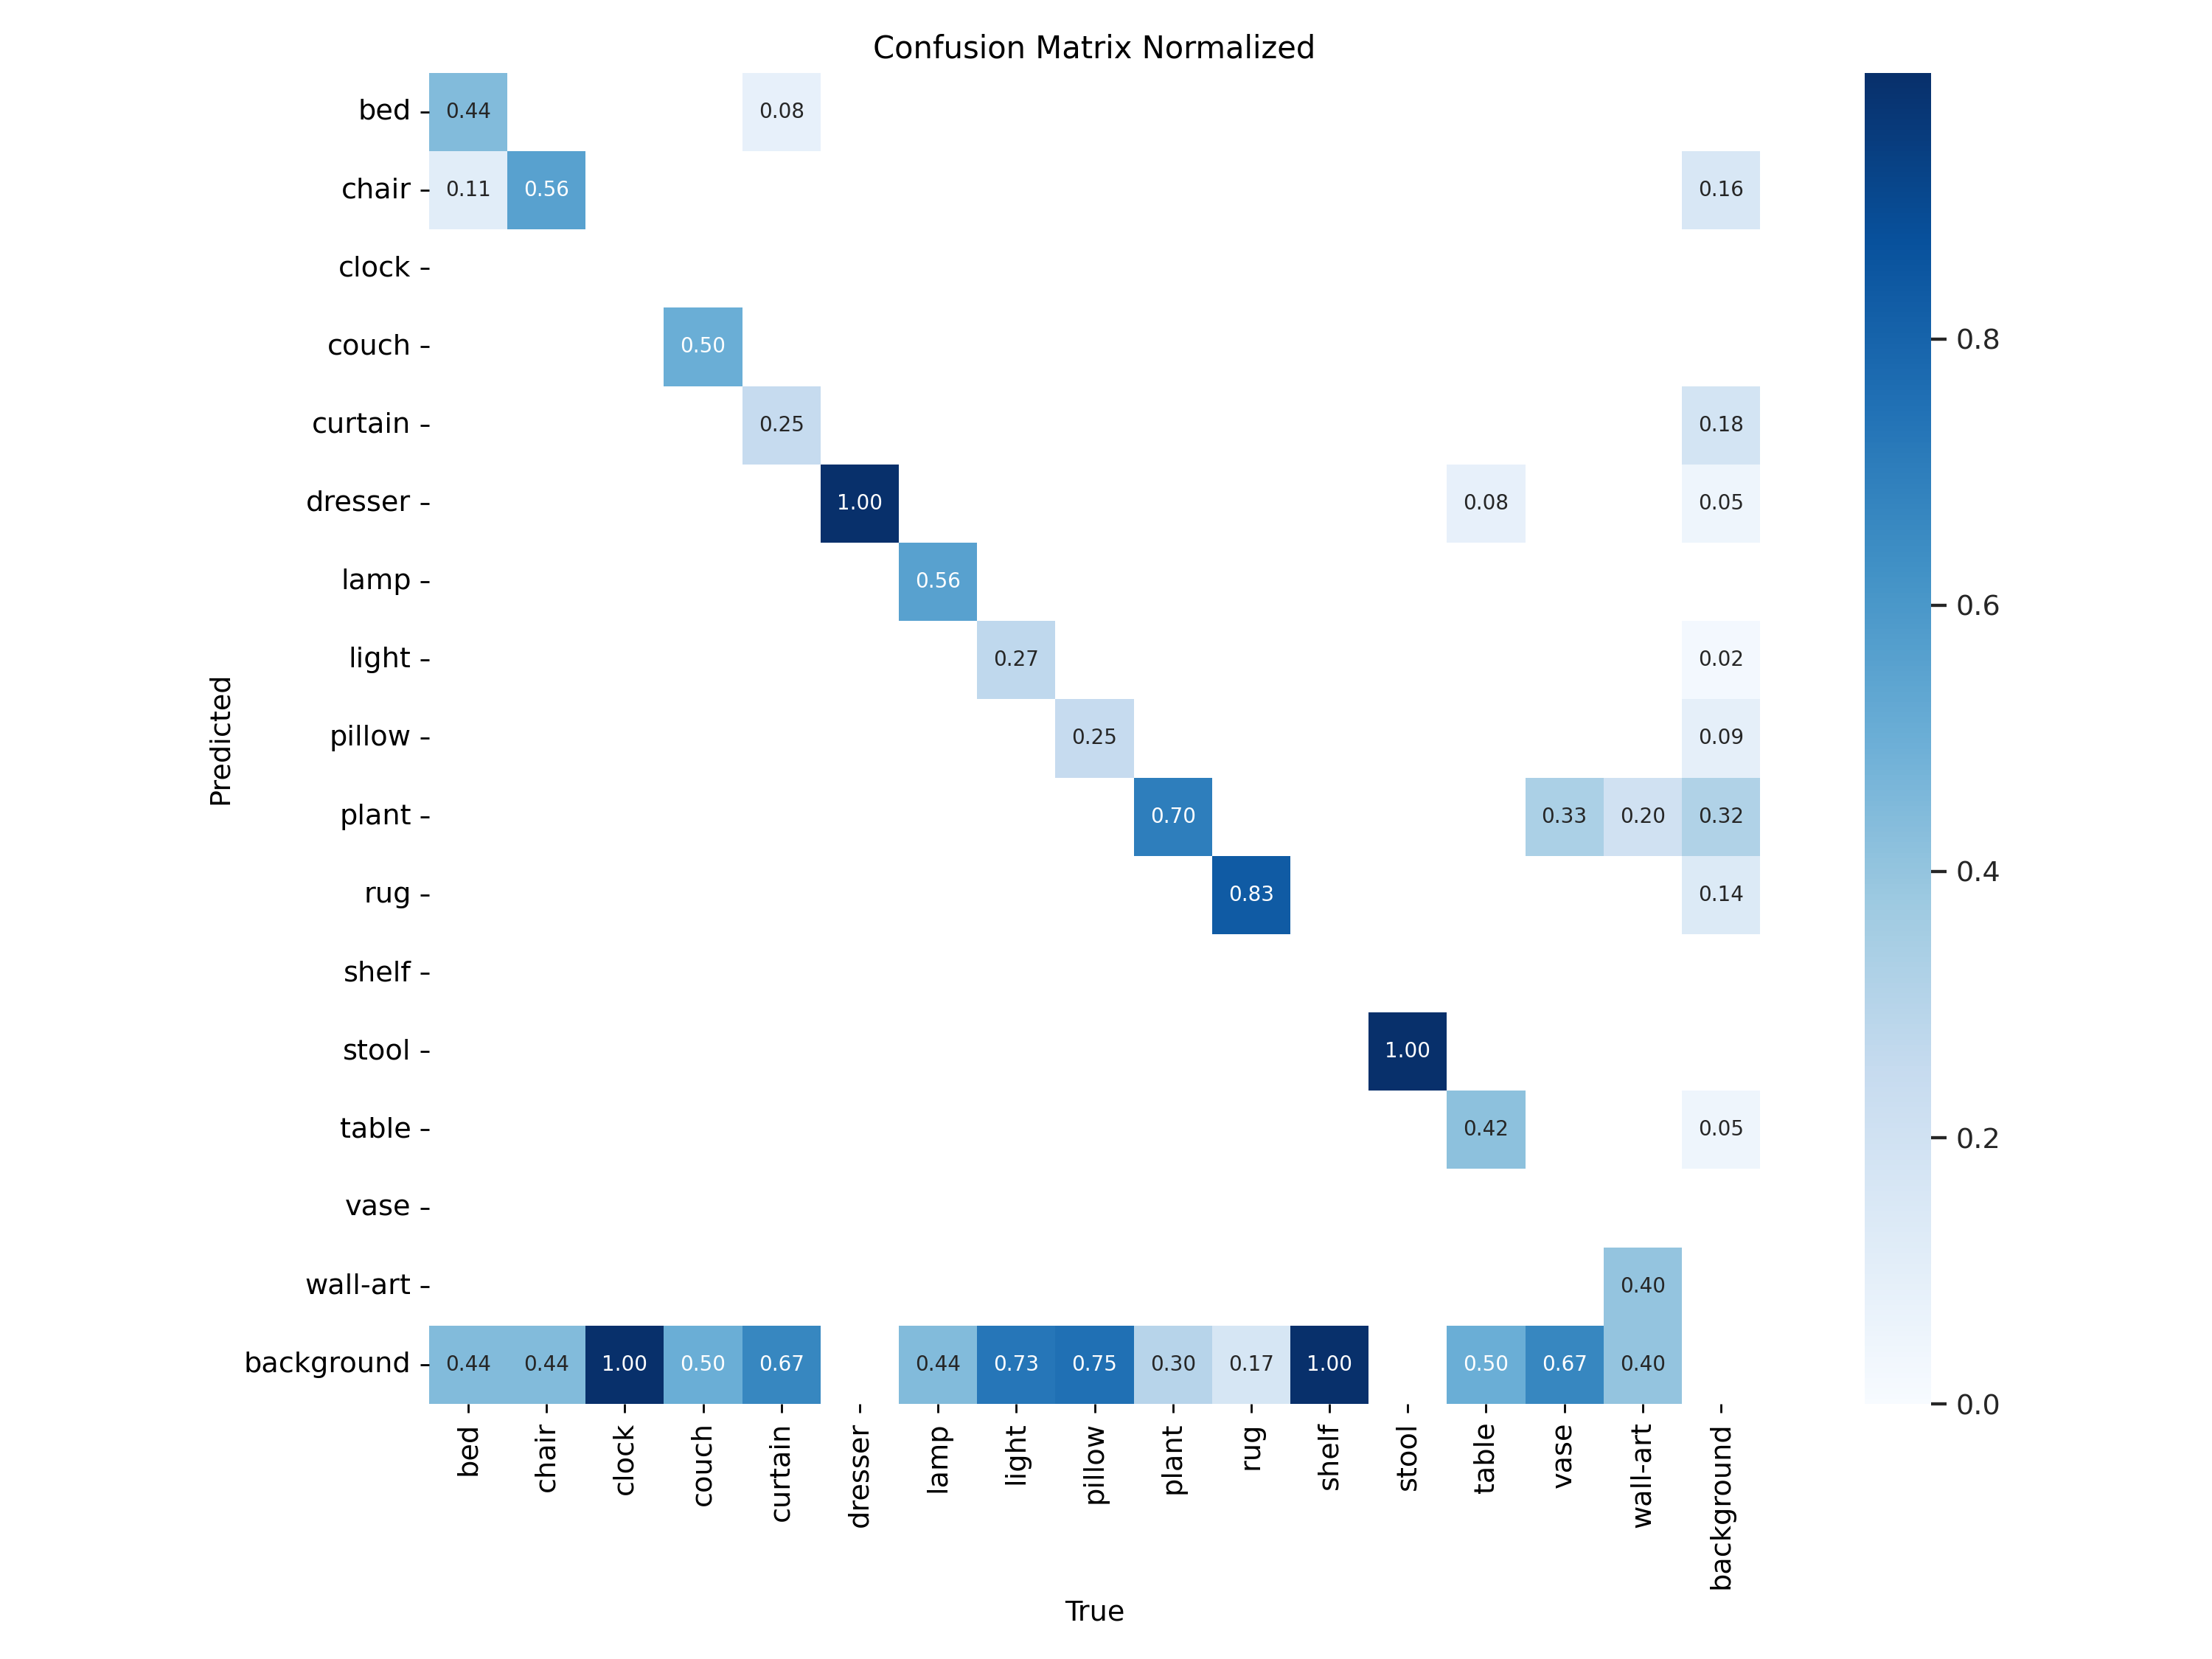 Confusion Matrix Normalized
bed 0.44 0.08
chair 0.11 0.56 0.16
clock
couch 0.50
curtain 0.25 0.18
0.8
dresser 1.00 0.08 0.05
lamp 0.56
0.6
light 0.27 0.02
Predicted
pillow 0.25 0.09
plant 0.70 0.33 0.20 0.32
0.4
rug 0.83 0.14
shelf
stool 1.00
table 0.42 0.05
0.2
vase
wall-art 0.40
background 0.44 0.44 1.00 0.50 0.67 0.44 0.73 0.75 0.30 0.17 1.00 0.50 0.67 0.40
0.0
bed chair clock couch curtain dresser lamp light pillow plant rug shelf stool table vase wall-art background
True